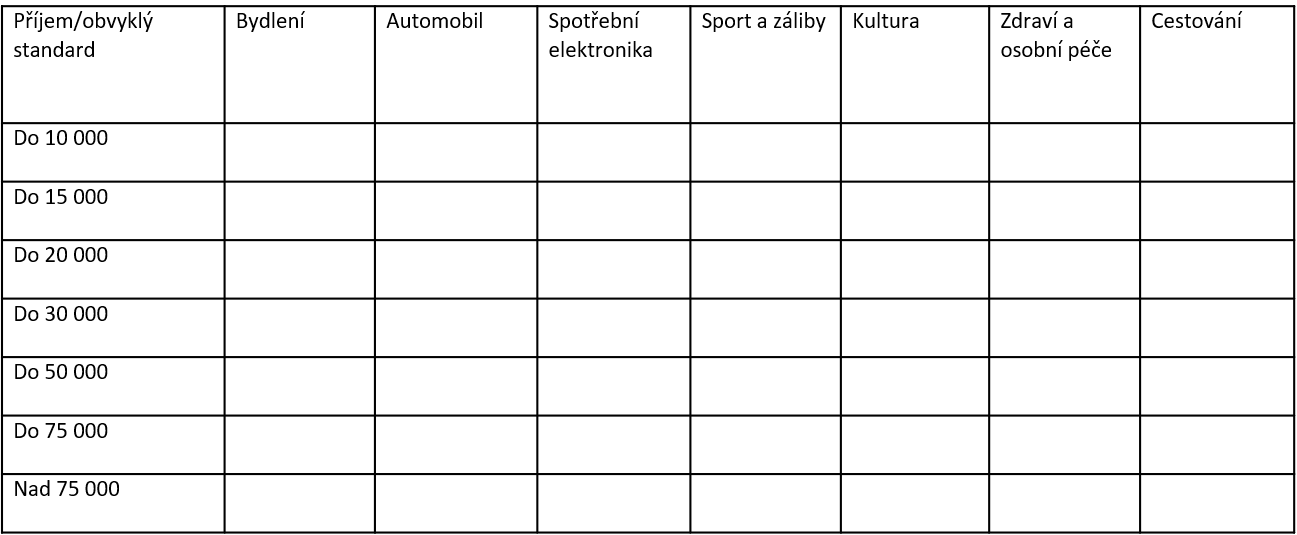 Příjem/obvyklý
standard
Bydlení
Automobil
Spotřební
elektronika
Sport a záliby
Kultura
Zdraví a
osobní péče
Cestování
Do 10 000
Do 15 000
Do 20 000
Do 30 000
Do 50 000
Do 75 000
Nad 75 000